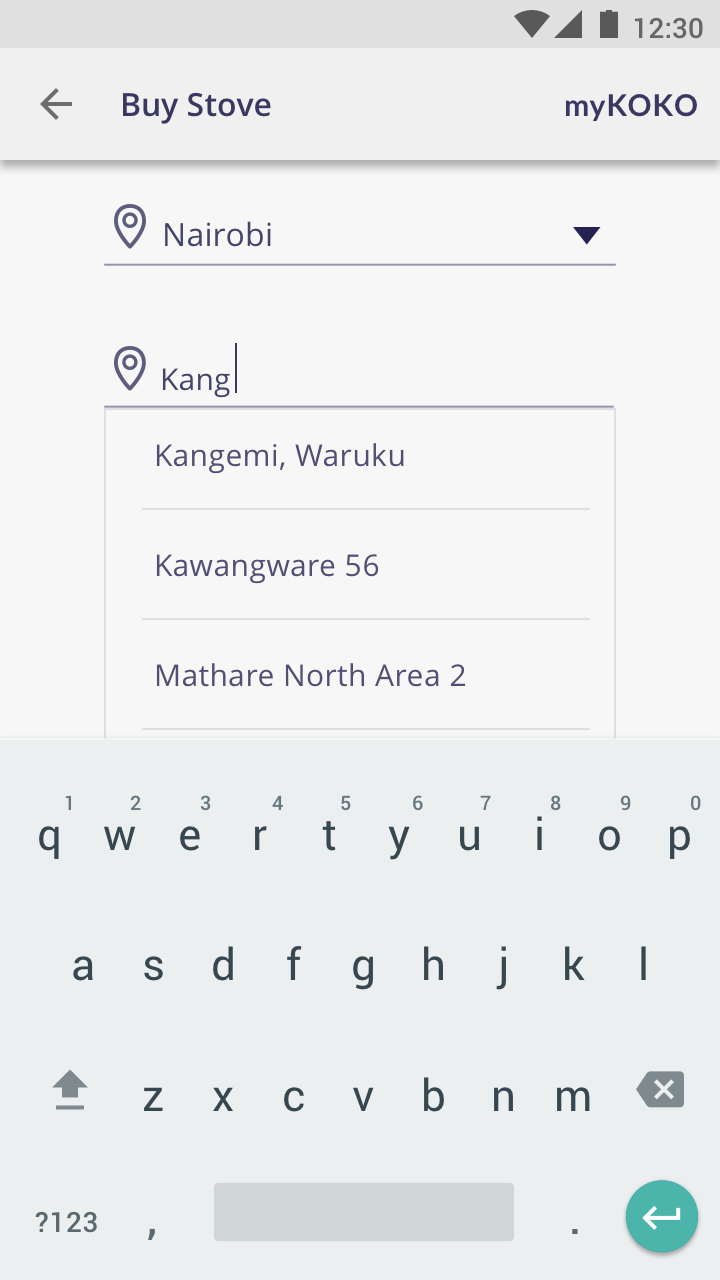 12:30
Buy Stove myKOKO
Nairobi
Kang
Kangemi, Waruku
Kawangware 56
Mathare North Area 2
1 2 3 4 5 6 7 8 9 0
q w e r t y u i o p
a s d f g h j k l
z x c v b n m
?123 , .